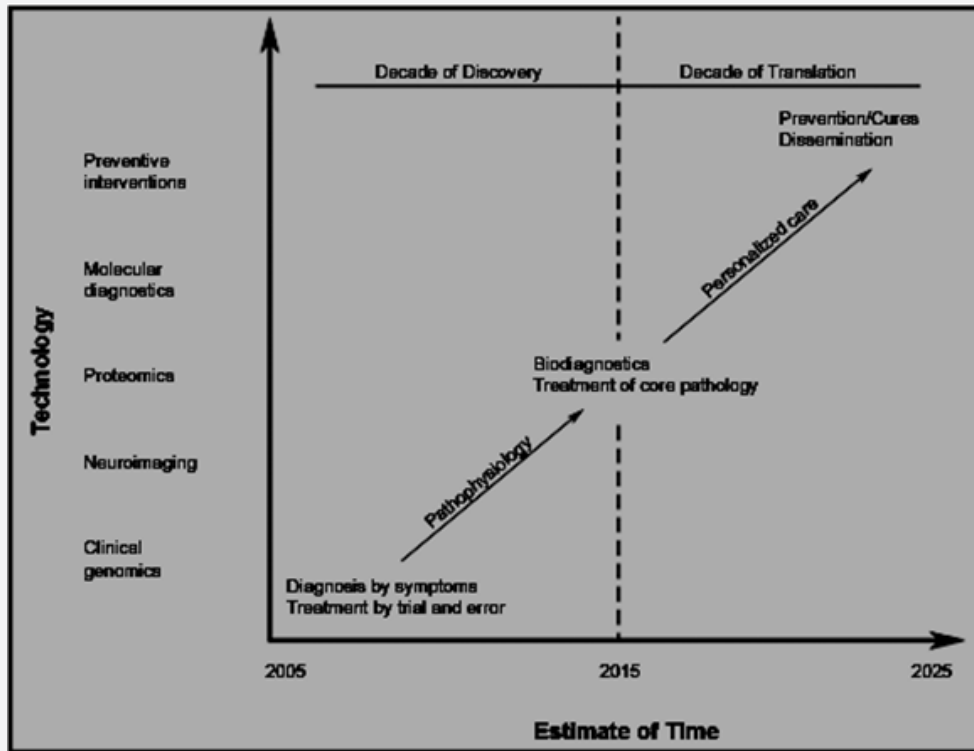 Decade of Discovery
Decade of Translation
Prevention/Cures
Dissemination
Preventive
interventions
Personalized care
Molecular
diagnostics
Technology
Biodiagnostics
Treatment of core pathology
Proteomics
Pathophysiology
Neuroimaging
Clinical
genomics
Diagnosis by symptoms
Treatment by trial and error
2005
2015
2025
Estimate of Time